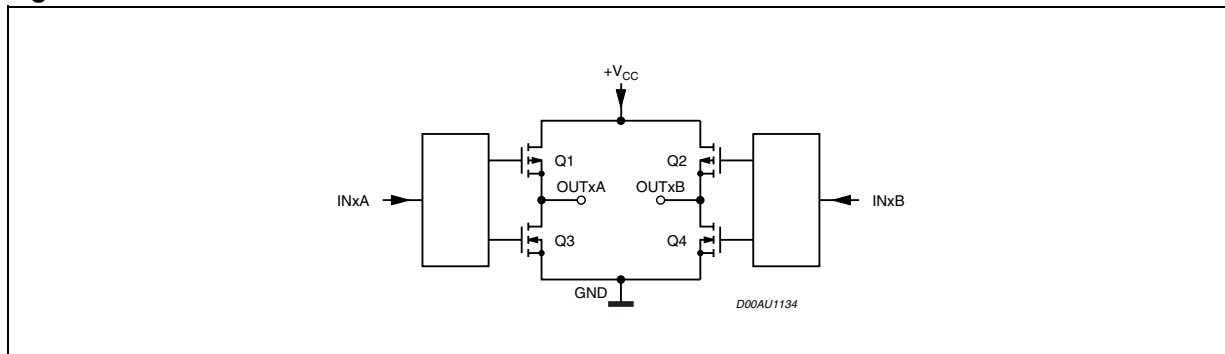 +VCC
Q1 Q2
OUTxA OUTxB
INxA INxB
Q3 Q4
GND
D00AU1134